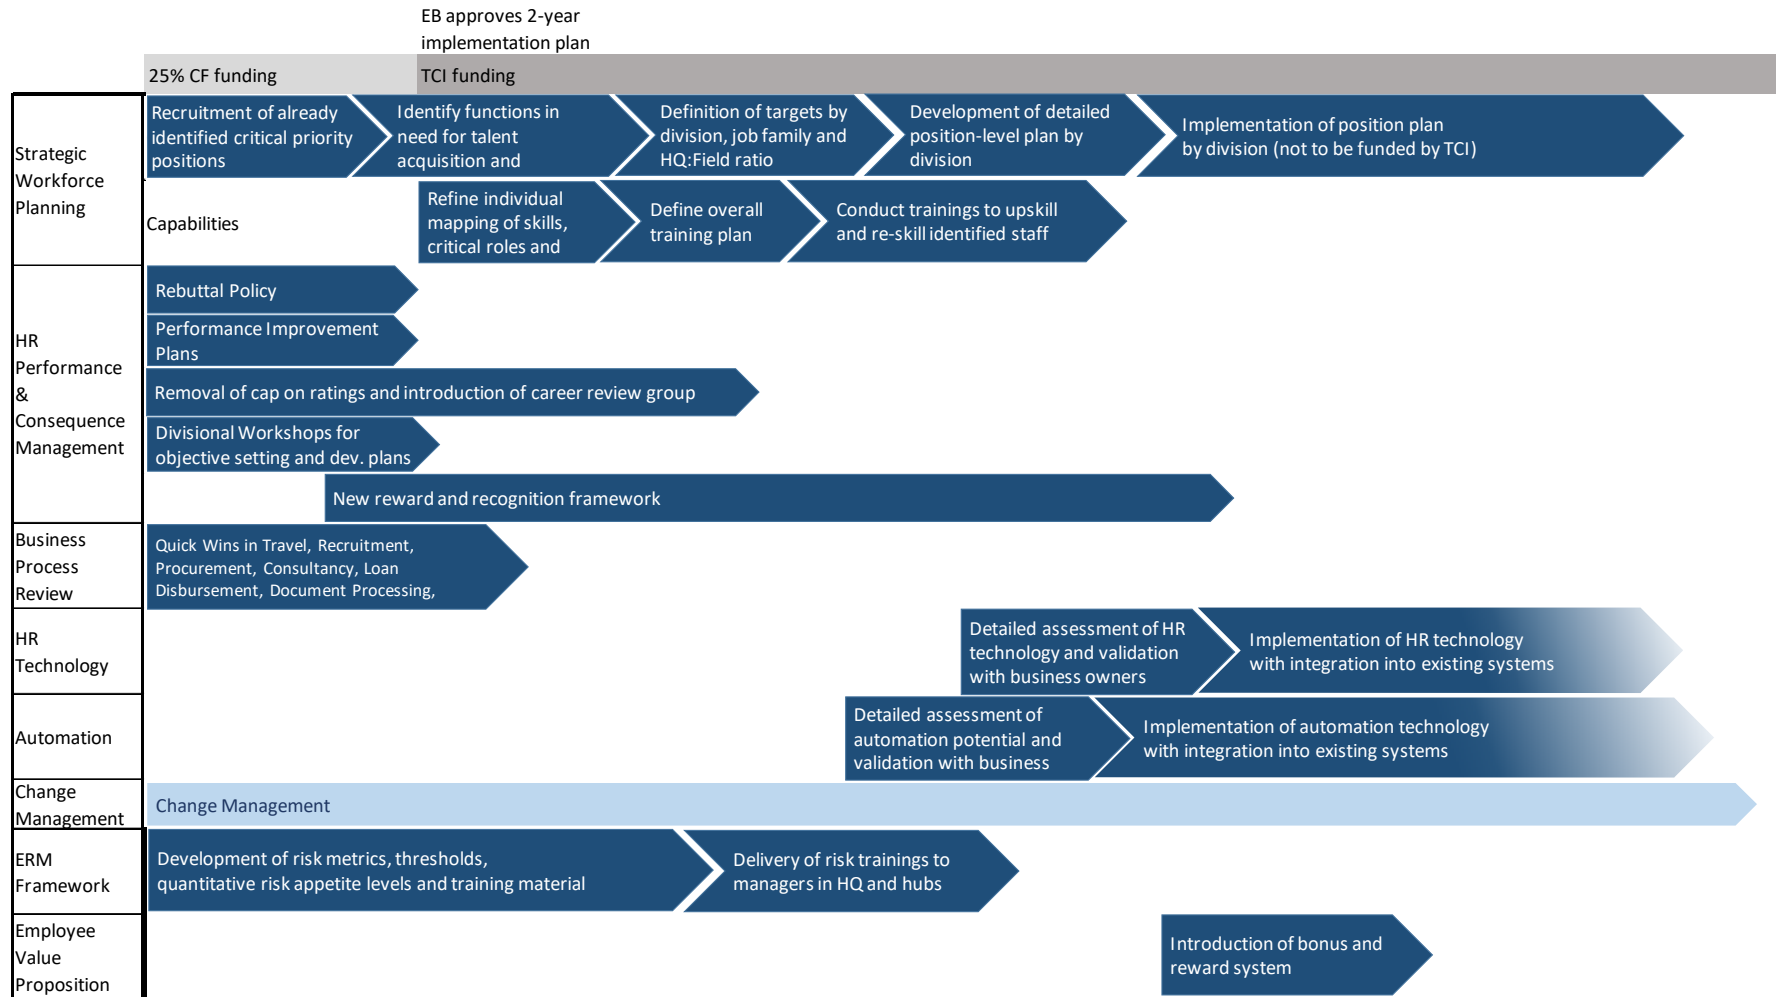 EB approves 2-year
implementation plan
25% CF funding
TCI funding
Strategic
Workforce
Planning
Recruitment of already
identified critical priority
positions
Identify functions in
need for talent
acquisition and
Definition of targets by
division, job family and
HQ:Field ratio
Development of detailed
position-level plan by
division
Implementation of position plan
by division (not to be funded by TCI)
Capabilities
Refine individual
mapping of skills,
critical roles and
Define overall
training plan
Conduct trainings to upskill
and re-skill identified staff
HR
Performance
&
Consequence
Management
Rebuttal Policy
Performance Improvement
Plans
Removal of cap on ratings and introduction of career review group
Divisional Workshops for
objective setting and dev. plans
New reward and recognition framework
Business
Process
Review
Quick Wins in Travel, Recruitment,
Procurement, Consultancy, Loan
Disbursement, Document Processing,
HR
Technology
Detailed assessment of HR
technology and validation
with business owners
Implementation of HR technology
with integration into existing systems
Automation
Detailed assessment of
automation potential and
validation with business
Implementation of automation technology
with integration into existing systems
Change
Management
Change Management
ERM
Framework
Development of risk metrics, thresholds,
quantitative risk appetite levels and training material
Delivery of risk trainings to
managers in HQ and hubs
Employee
Value
Proposition
Introduction of bonus and
reward system